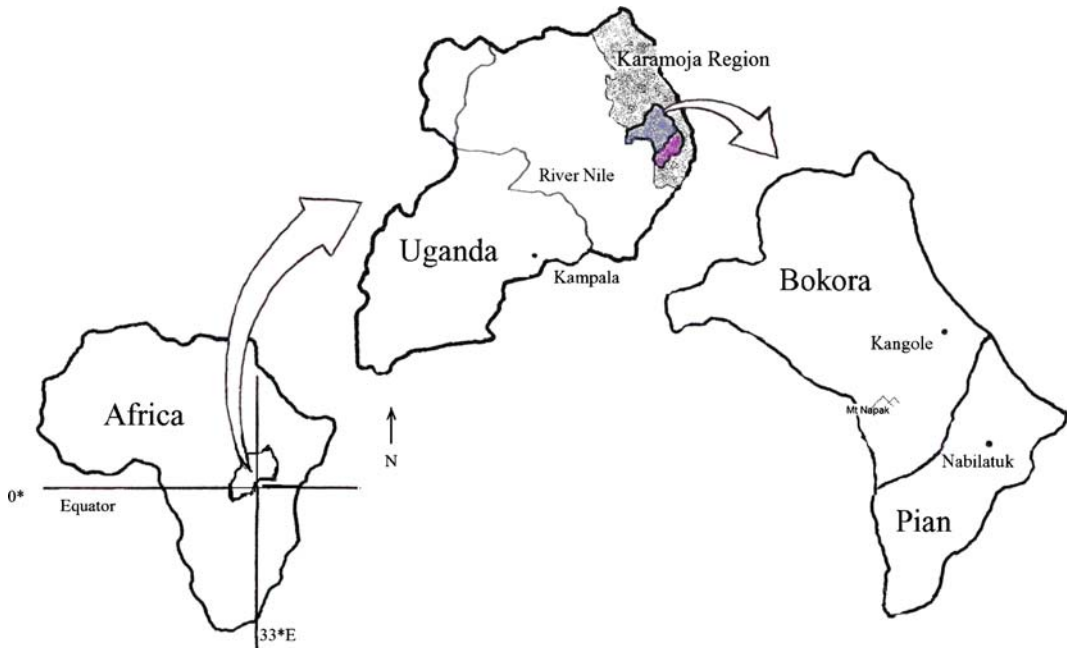 Karamoja Region
River Nile
Uganda
Kampala
Bokora
Kangole
Mt Napak
Nabilatuk
Pian
Africa
N
0*
Equator
33*E